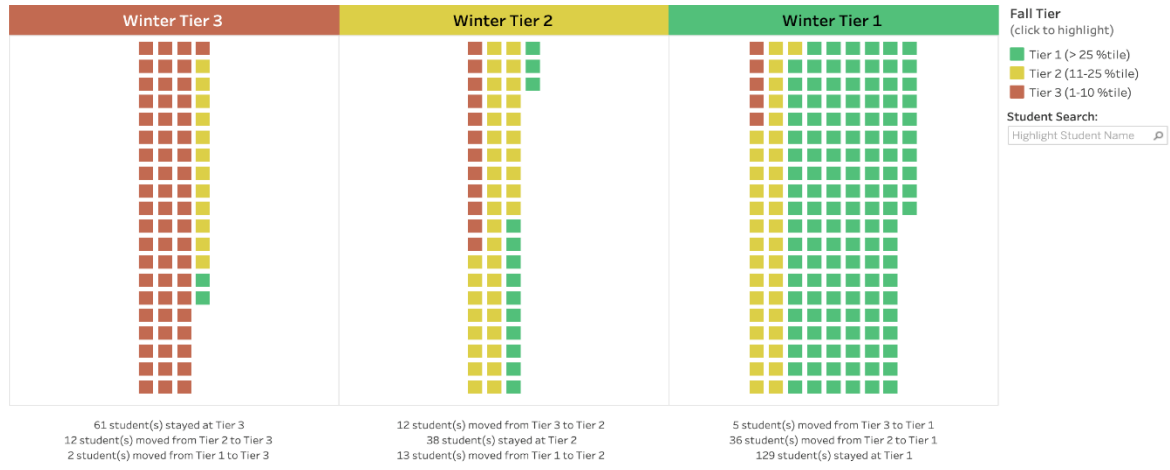 Winter Tier 3
Winter Tier 2
Winter Tier 1
Fall Tier
(click to highlight)
Tier 1 (> 25 %tile)
Tier 2 (11-25 %tile)
Tier 3 (1-10 %tile)
Student Search:
Highlight Student Name
61 student(s) stayed at Tier 3
12 student(s) moved from Tier 2 to Tier 3
2 student(s) moved from Tier 1 to Tier 3
12 student(s) moved from Tier 3 to Tier 2
38 student(s) stayed at Tier 2
13 student(s) moved from Tier 1 to Tier 2
5 student(s) moved from Tier 3 to Tier 1
36 student(s) moved from Tier 2 to Tier 1
129 student(s) stayed at Tier 1